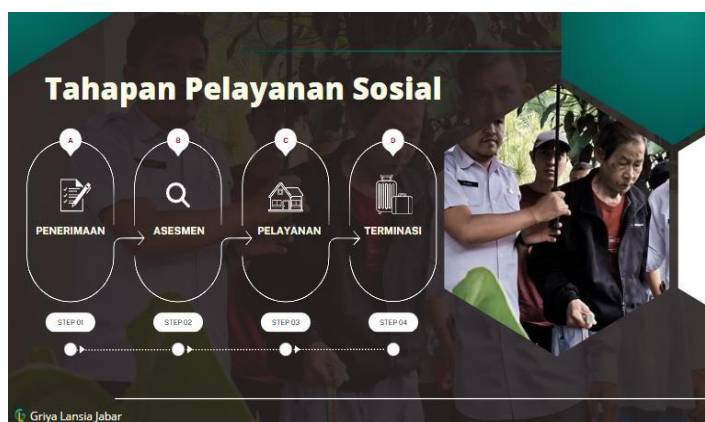 Tahapan Pelayanan Sosial
A
B
C
D
PENERIMAAN
ASESMEN
PELAYANAN
TERMINASI
STEP 01
STEP 02
STEP 03
STEP 04
Griya Lansia Jabar